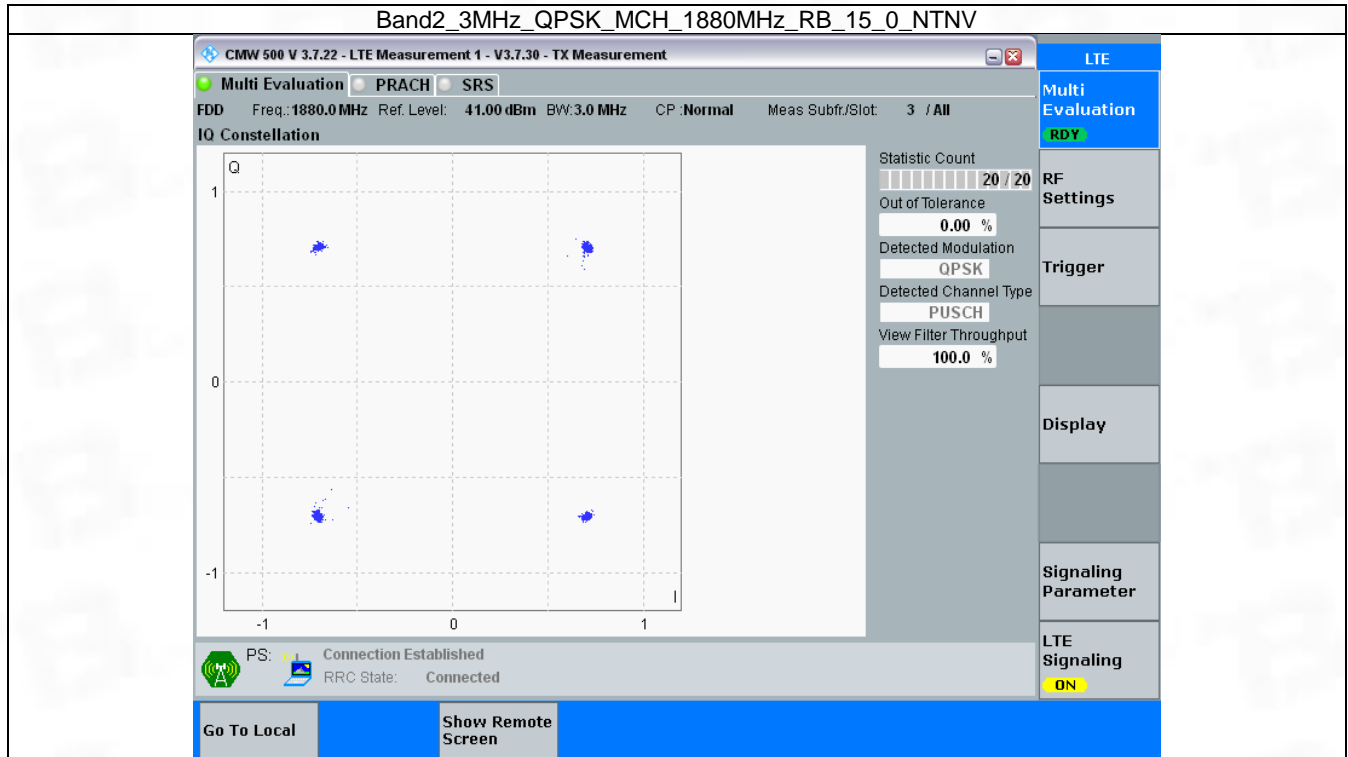 Band2_3MHz_QPSK_MCH_1880MHz_RB_15_0_NTNV
CMW 500 V 3.7.22 - LTE Measurement 1 - V3.7.30 - TX Measurement
LTE
Multi Evaluation PRACH SRS
Multi Evaluation
RDY
FDD Freq.:1880.0 MHz Ref. Level: 41.00 dBm BW:3.0 MHz CP :Normal Meas Subfr./Slot: 3 / All
IQ Constellation
Q
1
0
-1
-1 0 1
I
Statistic Count
20 / 20
Out of Tolerance
0.00 %
Detected Modulation
QPSK
Detected Channel Type
PUSCH
View Filter Throughput
100.0 %
RF
Settings
Trigger
Display
Signaling
Parameter
LTE
Signaling
ON
PS: Connection Established
RRC State: Connected
Go To Local
Show Remote
Screen